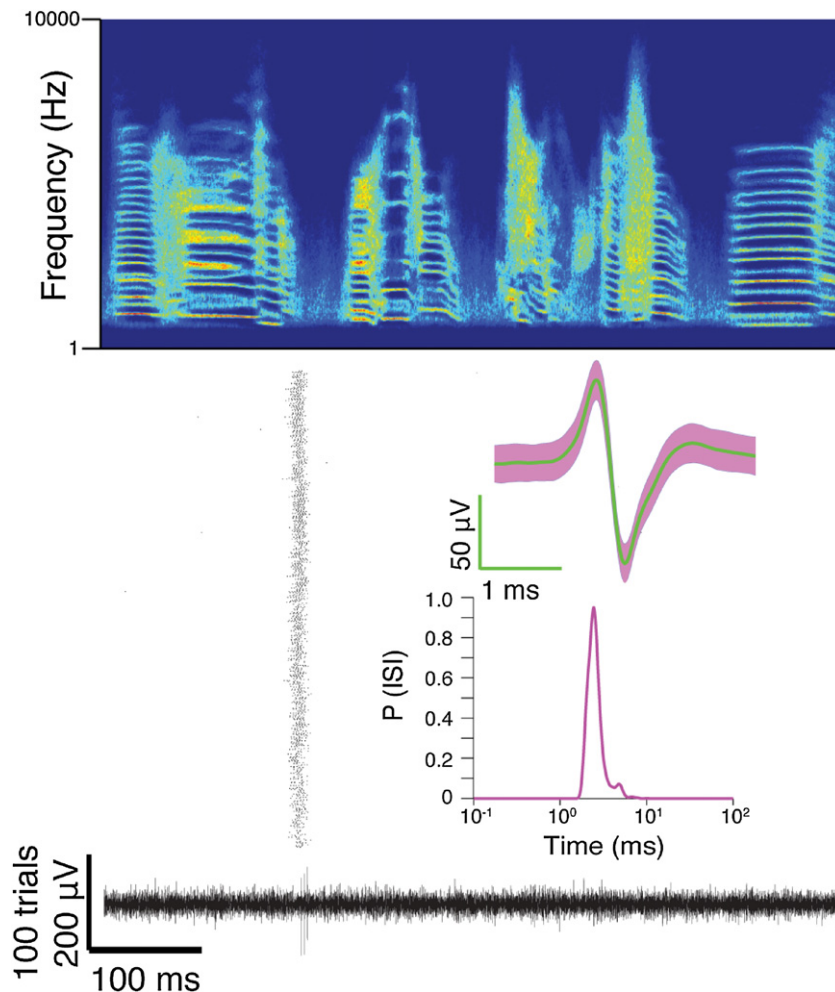 10000
Frequency (Hz)
1
50 µV
1 ms
1.0
0.8
0.6
0.4
0.2
0
P (ISI)
10⁻¹ 10⁰ 10¹ 10²
Time (ms)
100 trials
200 µV
100 ms